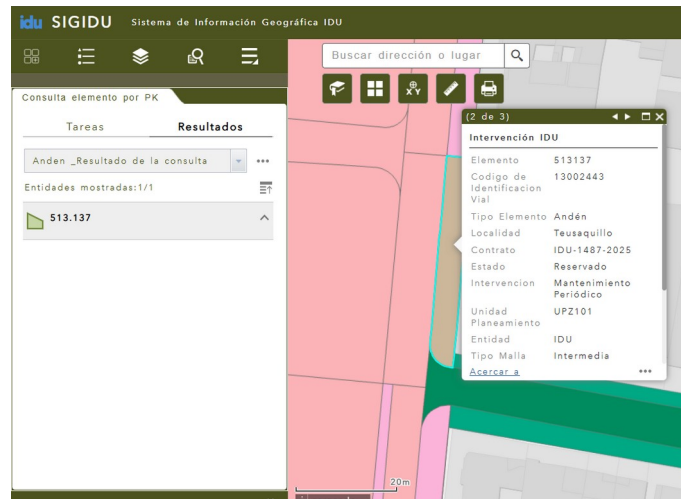 idu SIGIDU Sistema de Información Geográfica IDU
Buscar dirección o lugar
XY
Consulta elemento por PK
Tareas Resultados
Anden _Resultado de la consulta
Entidades mostradas:1/1
513.137
(2 de 3)
Intervención IDU
Elemento 513137
Codigo de Identificacion Vial 13002443
Tipo Elemento Andén
Localidad Teusaquillo
Contrato IDU-1487-2025
Estado Reservado
Intervencion Mantenimiento Periódico
Unidad Planeamiento UPZ101
Entidad IDU
Tipo Malla Intermedia
Acercar a
20m